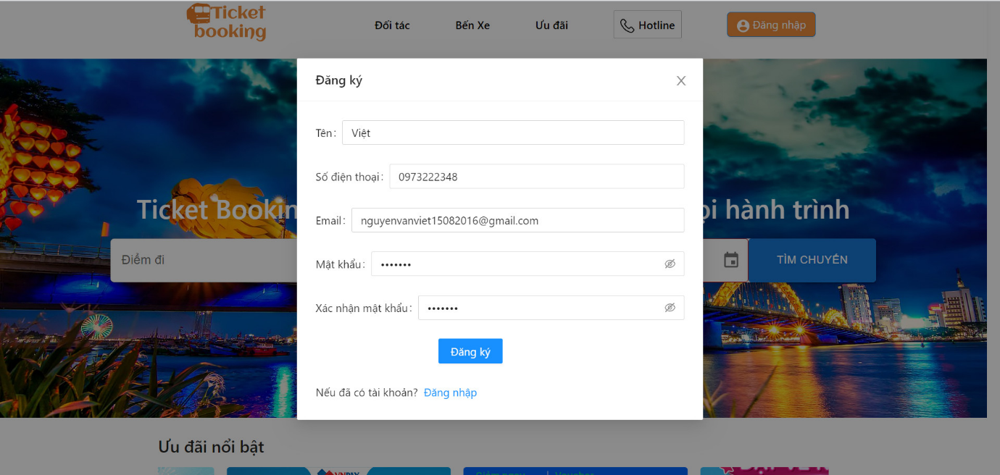 Ticket
booking
Đối tác
Bến Xe
Ưu đãi
Hotline
Đăng nhập
Đăng ký
Tên :
Việt
Số điện thoại :
0973222348
Email :
nguyenvanviet15082016@gmail.com
Mật khẩu :
•••••••
Xác nhận mật khẩu :
•••••••
Đăng ký
Nếu đã có tài khoản? Đăng nhập
Ticket Bookin
hành trình
Điểm đi
TÌM CHUYẾN
Ưu đãi nổi bật
VNPAY